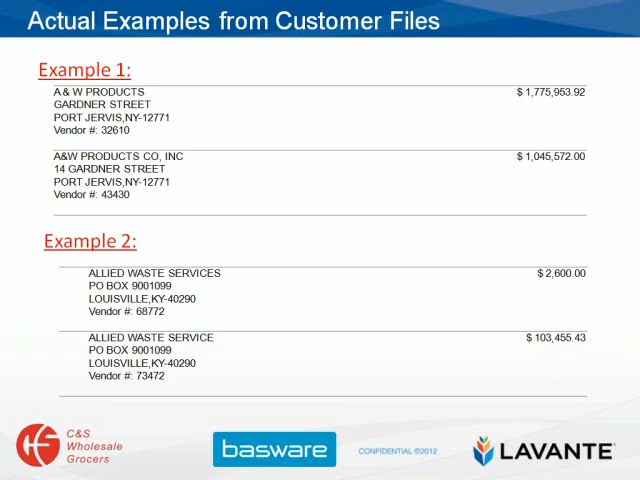 Actual Examples from Customer Files
Example 1:
A & W PRODUCTS $ 1,775,953.92
GARDNER STREET
PORT JERVIS,NY-12771
Vendor #: 32610
A&W PRODUCTS CO, INC $ 1,045,572.00
14 GARDNER STREET
PORT JERVIS,NY-12771
Vendor #: 43430
Example 2:
ALLIED WASTE SERVICES $ 2,600.00
PO BOX 9001099
LOUISVILLE,KY-40290
Vendor #: 68772
ALLIED WASTE SERVICE $ 103,455.43
PO BOX 9001099
LOUISVILLE,KY-40290
Vendor #: 73472
C&S
Wholesale
Grocers
basware
CONFIDENTIAL ©2012
LAVANTE